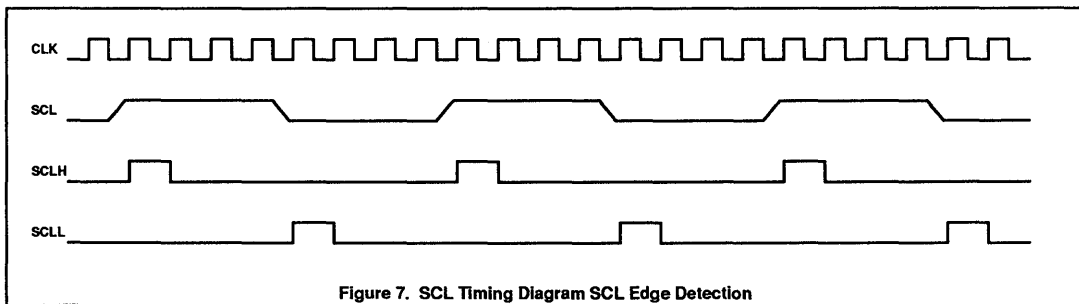 CLK
SCL
SCLH
SCLL
Figure 7. SCL Timing Diagram SCL Edge Detection